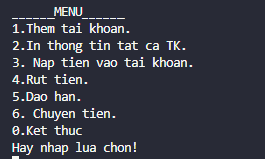 ______MENU______
1.Them tai khoan.
2.In thong tin tat ca TK.
3. Nap tien vao tai khoan.
4.Rut tien.
5.Dao han.
6. Chuyen tien.
0.Ket thuc
Hay nhap lua chon!